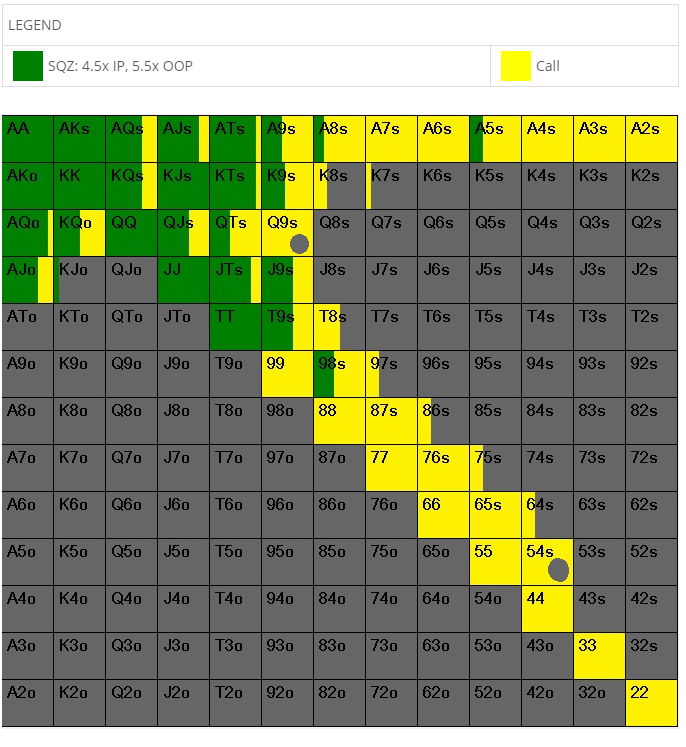 LEGEND
SQZ: 4.5x IP, 5.5x OOP Call
AA AKs AQs AJs ATs A9s A8s A7s A6s A5s A4s A3s A2s
AKo KK KQs KJs KTs K9s K8s K7s K6s K5s K4s K3s K2s
AQo KQo QQ QJs QTs Q9s Q8s Q7s Q6s Q5s Q4s Q3s Q2s
AJo KJo QJo JJ JTs J9s J8s J7s J6s J5s J4s J3s J2s
ATo KTo QTo JTo TT T9s T8s T7s T6s T5s T4s T3s T2s
A9o K9o Q9o J9o T9o 99 98s 97s 96s 95s 94s 93s 92s
A8o K8o Q8o J8o T8o 98o 88 87s 86s 85s 84s 83s 82s
A7o K7o Q7o J7o T7o 97o 87o 77 76s 75s 74s 73s 72s
A6o K6o Q6o J6o T6o 96o 86o 76o 66 65s 64s 63s 62s
A5o K5o Q5o J5o T5o 95o 85o 75o 65o 55 54s 53s 52s
A4o K4o Q4o J4o T4o 94o 84o 74o 64o 54o 44 43s 42s
A3o K3o Q3o J3o T3o 93o 83o 73o 63o 53o 43o 33 32s
A2o K2o Q2o J2o T2o 92o 82o 72o 62o 52o 42o 32o 22